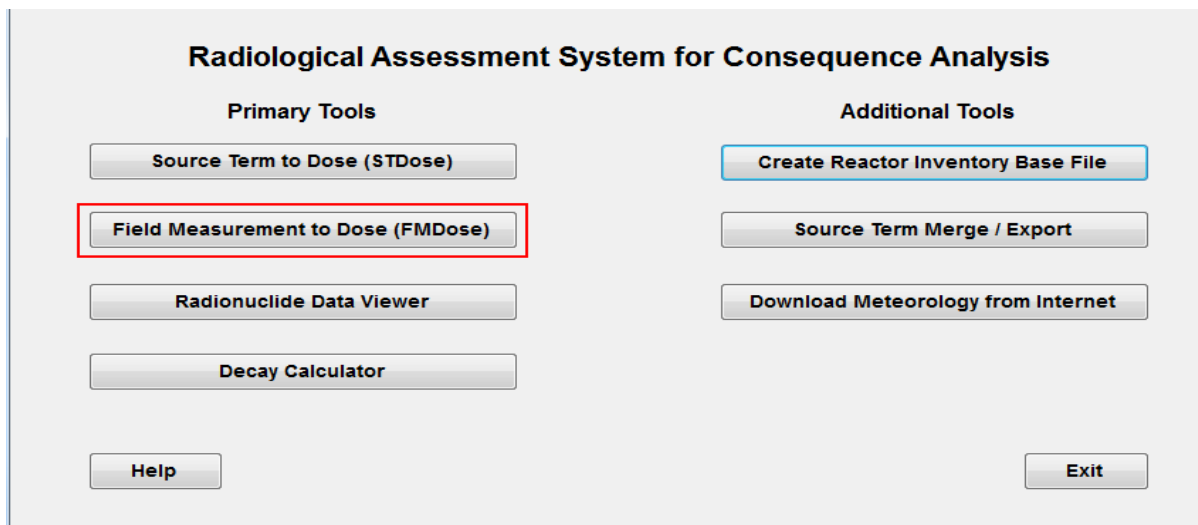 Radiological Assessment System for Consequence Analysis
Primary Tools
Source Term to Dose (STDose)
Field Measurement to Dose (FMDose)
Radionuclide Data Viewer
Decay Calculator
Help
Additional Tools
Create Reactor Inventory Base File
Source Term Merge / Export
Download Meteorology from Internet
Exit